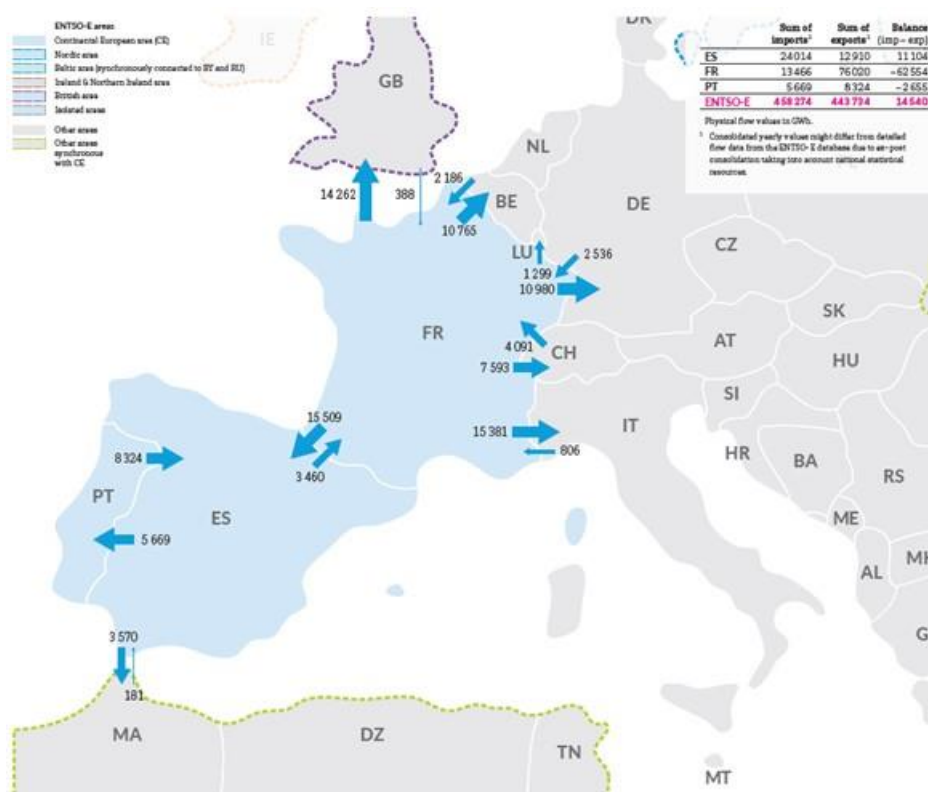 ENTSO-E areas
Continental European area (CE)
Nordic area
Baltic area (synchronously connected to BY and RU)
Ireland & Northern Ireland area
British area
Isolated areas
Other areas
Other areas
synchronous
with CE
IE
GB
DK
Sum of imports¹ Sum of exports¹ Balance (imp – exp)
ES 24 014 12 910 11 104
FR 13 466 76 020 −62 554
PT 5 669 8 324 −2 655
ENTSO-E 458 274 443 734 14 540
Physical flow values in GWh.
¹ Consolidated yearly values might differ from detailed
flow data from the ENTSO-E database due to ex-post
consolidation taking into account national statistical
resources.
NL
14 262
388
2 186
BE
DE
10 765
CZ
LU
2 536
1 299
10 980
SK
FR
4 091
CH
AT
HU
7 593
SI
15 509
15 381
IT
806
HR
BA
RS
8 324
3 460
PT
ES
ME
5 669
AL
3 570
181
MA
DZ
TN
MT